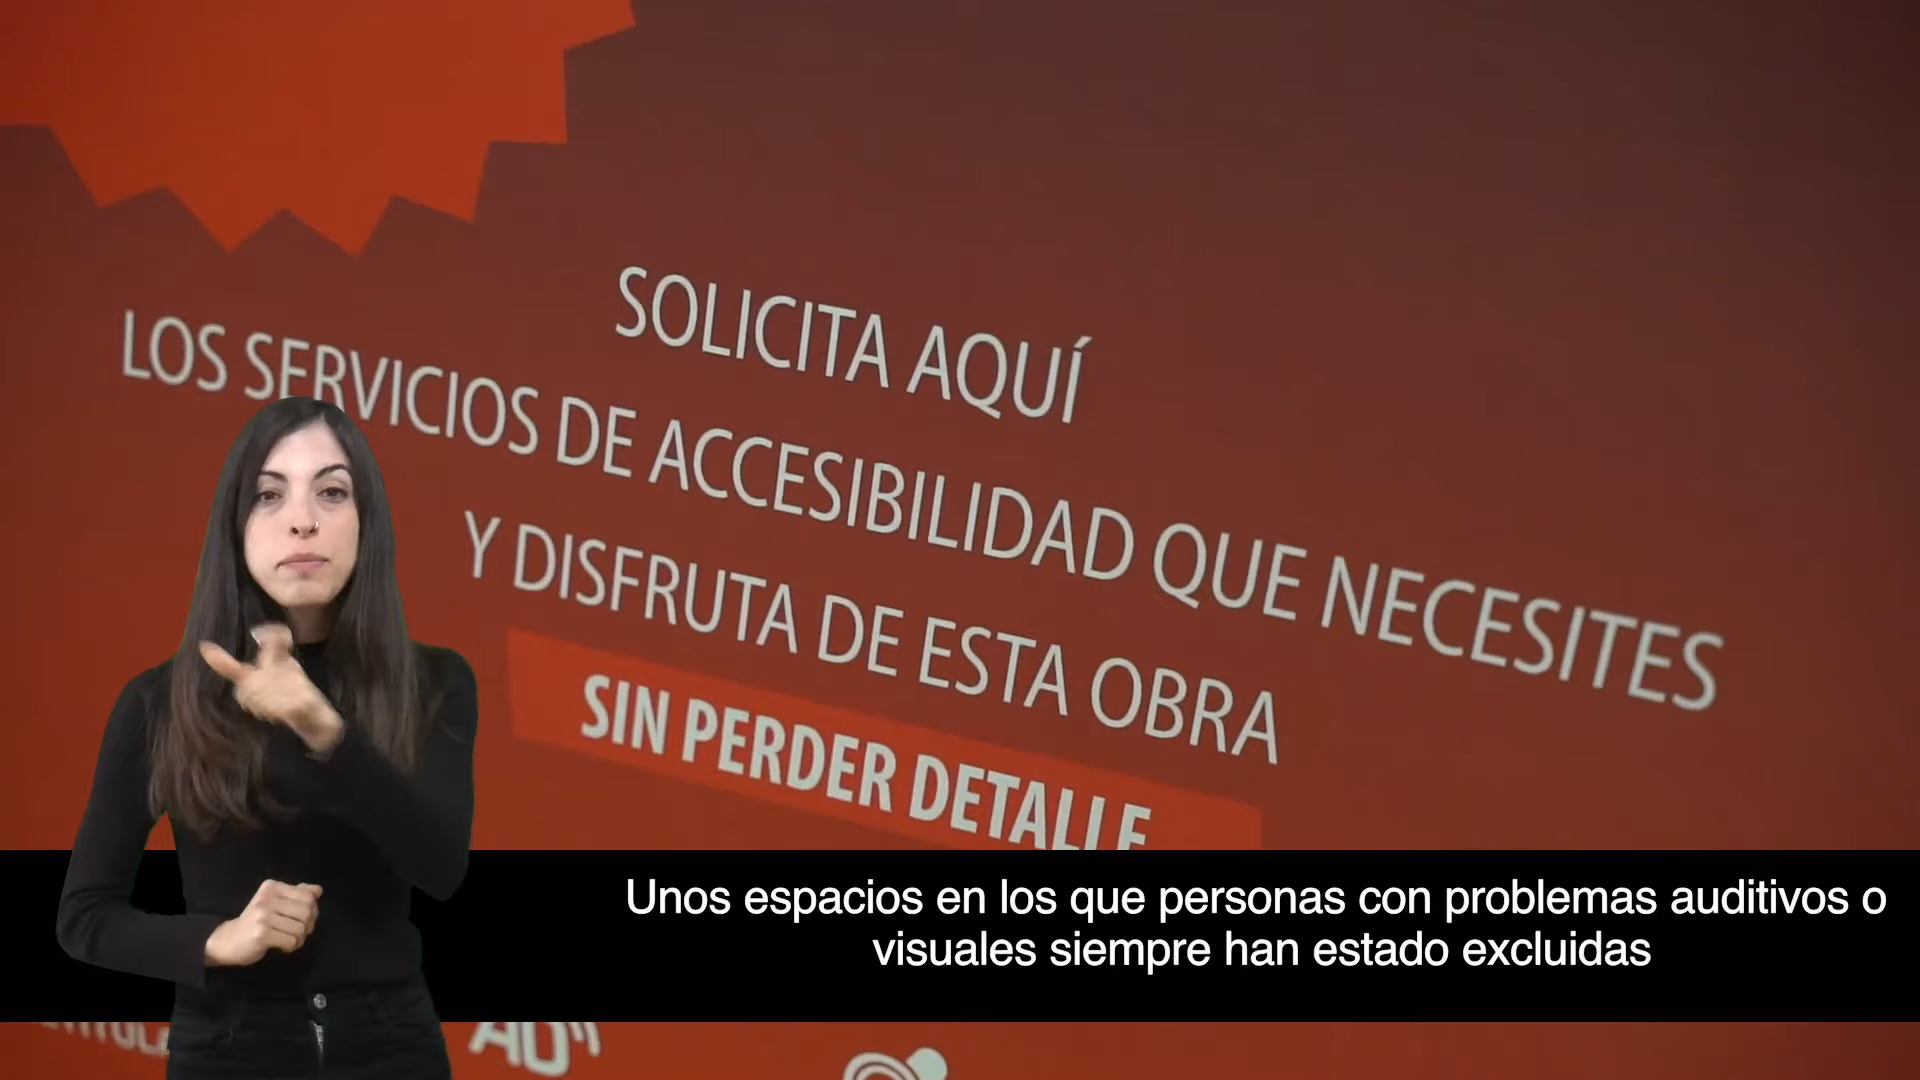 SOLICITA AQUÍ
LOS SERVICIOS DE ACCESIBILIDAD QUE NECESITES
Y DISFRUTA DE ESTA OBRA
SIN PERDER DETALLE
Unos espacios en los que personas con problemas auditivos o
visuales siempre han estado excluidas
AD